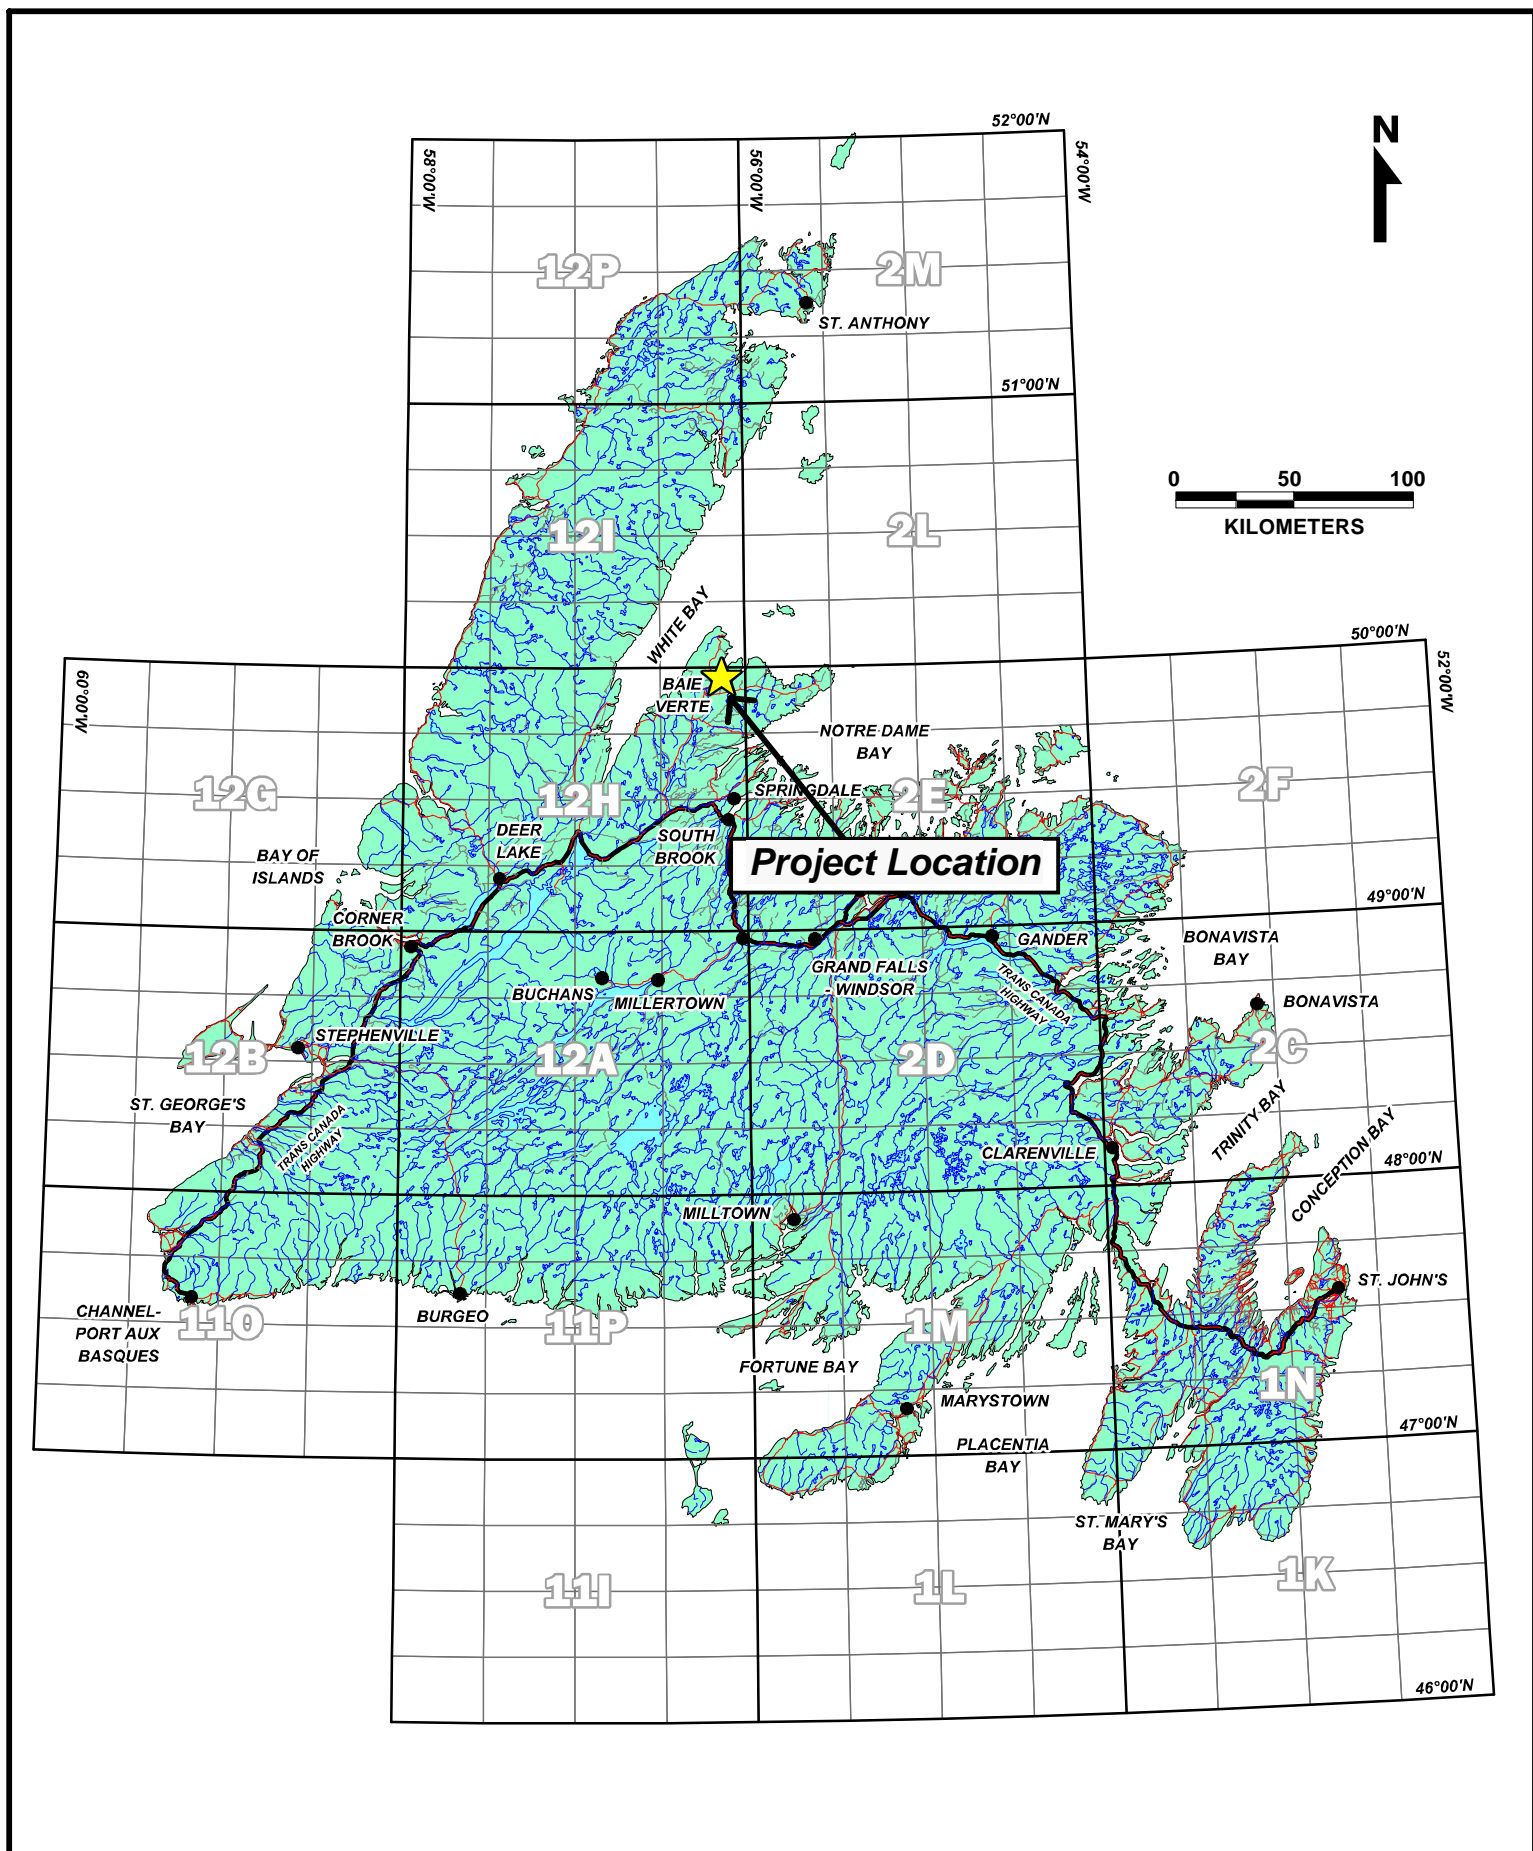 52°00'N
N
58°00'W
56°00'W
54°00'W
12P
2M
ST. ANTHONY
51°00'N
0 50 100
KILOMETERS
12I
2L
WHITE BAY
50°00'N
60°00'W
52°00'W
BAIE
VERTE
NOTRE DAME
BAY
12G
12H
2E
2F
SPRINGDALE
DEER
LAKE
SOUTH
BROOK
Project Location
BAY OF
ISLANDS
49°00'N
CORNER
BROOK
GANDER
BONAVISTA
BAY
GRAND FALLS
- WINDSOR
TRANS CANADA
HIGHWAY
BUCHANS
MILLERTOWN
BONAVISTA
STEPHENVILLE
12B
12A
2D
2C
ST. GEORGE'S
BAY
TRANS CANADA
HIGHWAY
TRINITY BAY
CONCEPTION BAY
CLARENVILLE
48°00'N
MILLTOWN
ST. JOHN'S
CHANNEL-
PORT AUX
BASQUES
11O
BURGEO
11P
1M
FORTUNE BAY
1N
MARYSTOWN
47°00'N
PLACENTIA
BAY
ST. MARY'S
BAY
11I
1L
1K
46°00'N